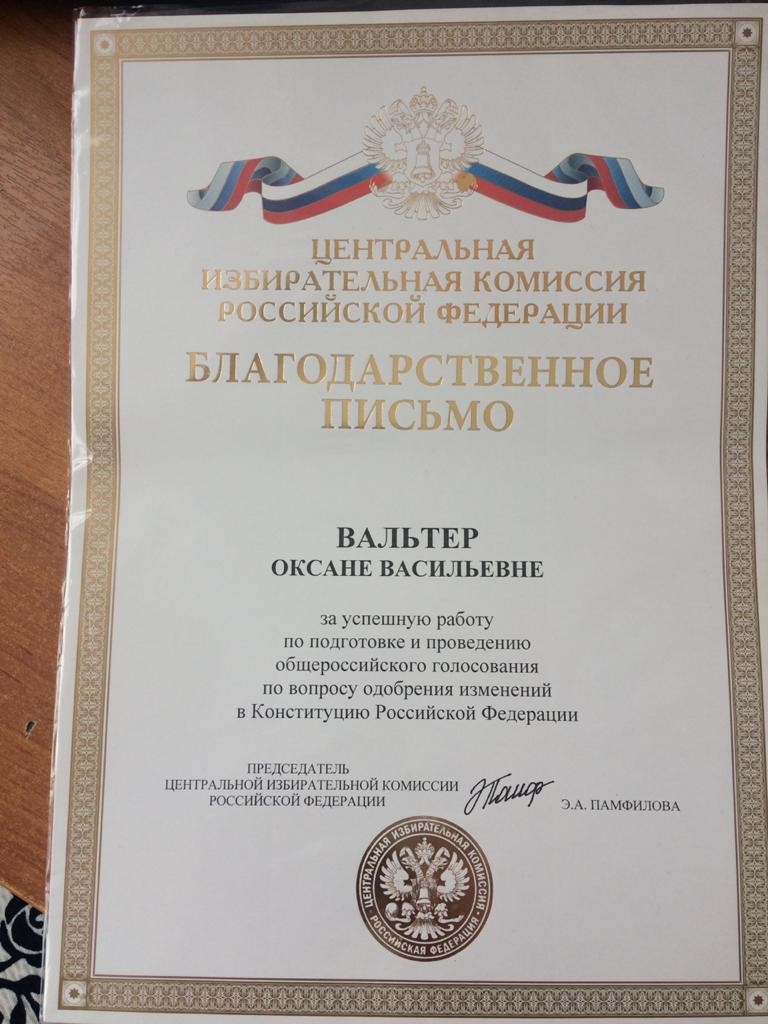 ЦЕНТРАЛЬНАЯ
ИЗБИРАТЕЛЬНАЯ КОМИССИЯ
РОССИЙСКОЙ ФЕДЕРАЦИИ
БЛАГОДАРСТВЕННОЕ
ПИСЬМО
ВАЛЬТЕР
ОКСАНЕ ВАСИЛЬЕВНЕ
за успешную работу
по подготовке и проведению
общероссийского голосования
по вопросу одобрения изменений
в Конституцию Российской Федерации
ПРЕДСЕДАТЕЛЬ
ЦЕНТРАЛЬНОЙ ИЗБИРАТЕЛЬНОЙ КОМИССИИ
РОССИЙСКОЙ ФЕДЕРАЦИИ
Э.А. ПАМФИЛОВА
ЦЕНТРАЛЬНАЯ ИЗБИРАТЕЛЬНАЯ КОМИССИЯ
РОССИЙСКАЯ ФЕДЕРАЦИЯ